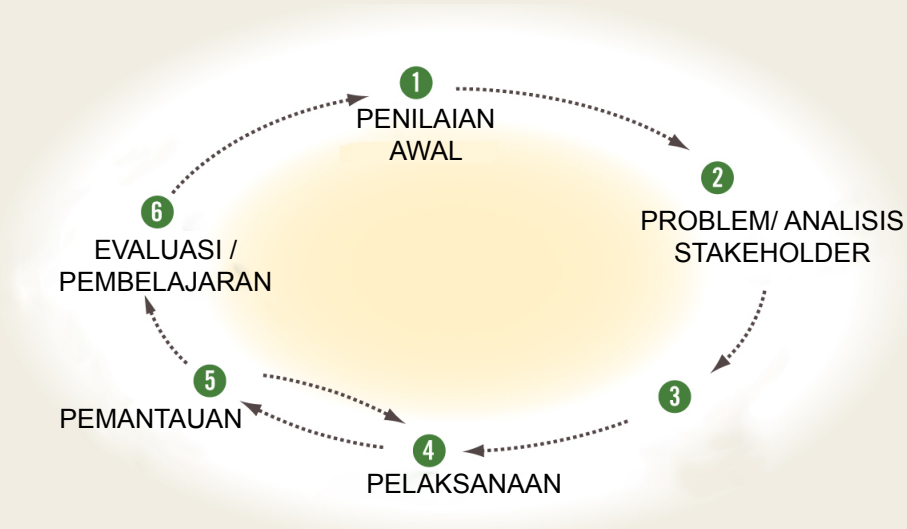 1
PENILAIAN
AWAL
2
PROBLEM/ ANALISIS
STAKEHOLDER
3
4
PELAKSANAAN
5
PEMANTAUAN
6
EVALUASI /
PEMBELAJARAN